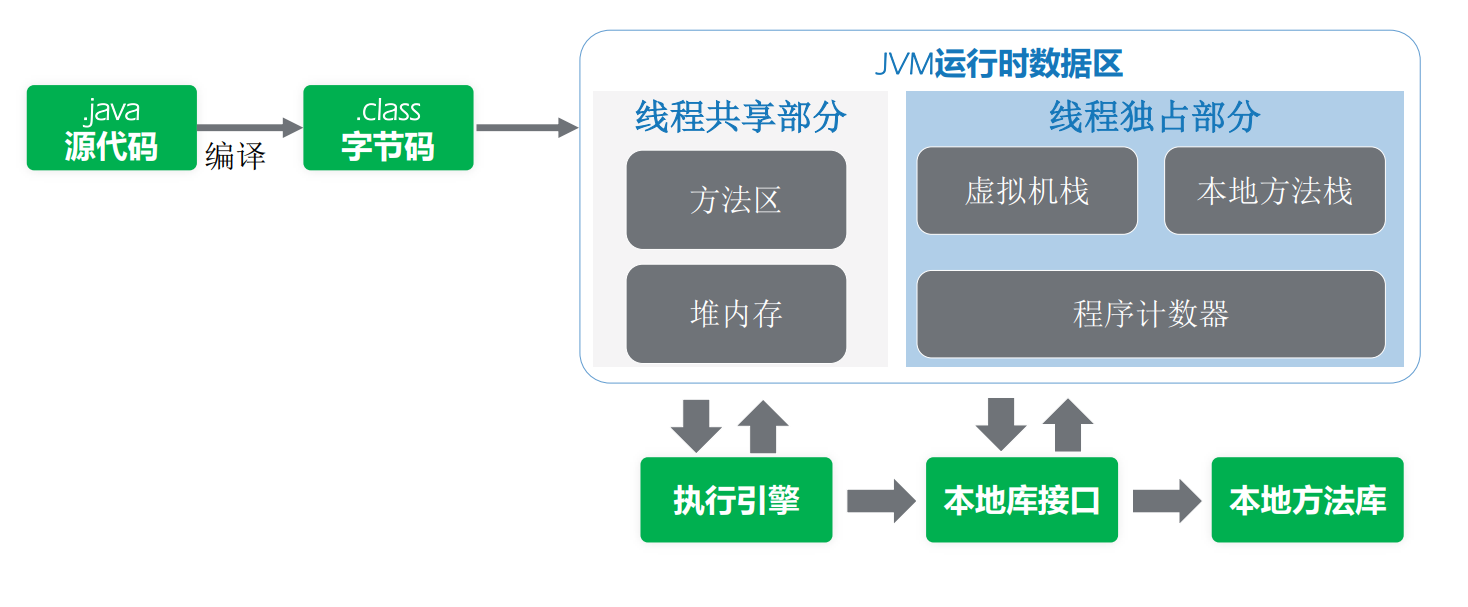 JVM运行时数据区
.java
源代码
编译
.class
字节码
线程共享部分
方法区
堆内存
线程独占部分
虚拟机栈
本地方法栈
程序计数器
执行引擎
本地库接口
本地方法库